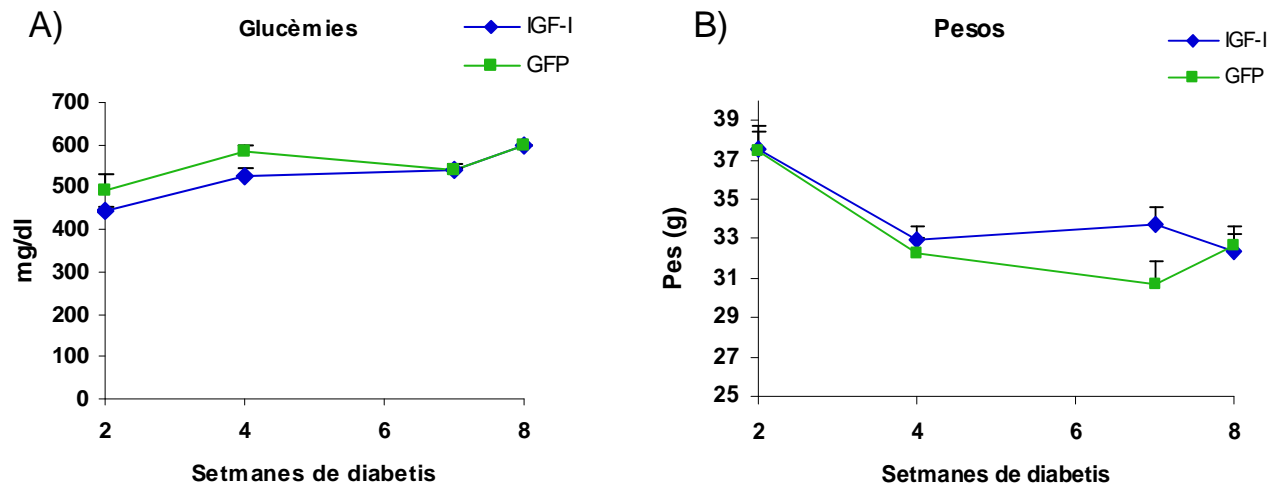 A)
Glucèmies
IGF-I
GFP
700
600
500
400
300
200
100
0
mg/dl
2 4 6 8
Setmanes de diabetis
B)
Pesos
IGF-I
GFP
39
37
35
33
31
29
27
25
Pes (g)
2 4 6 8
Setmanes de diabetis